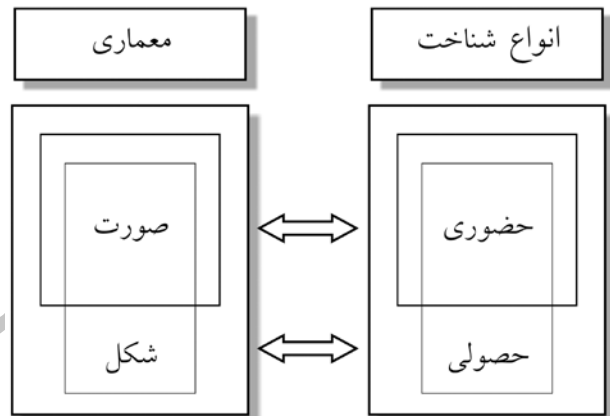 انواع شناخت
معماری
حضوری
صورت
حصولی
شکل